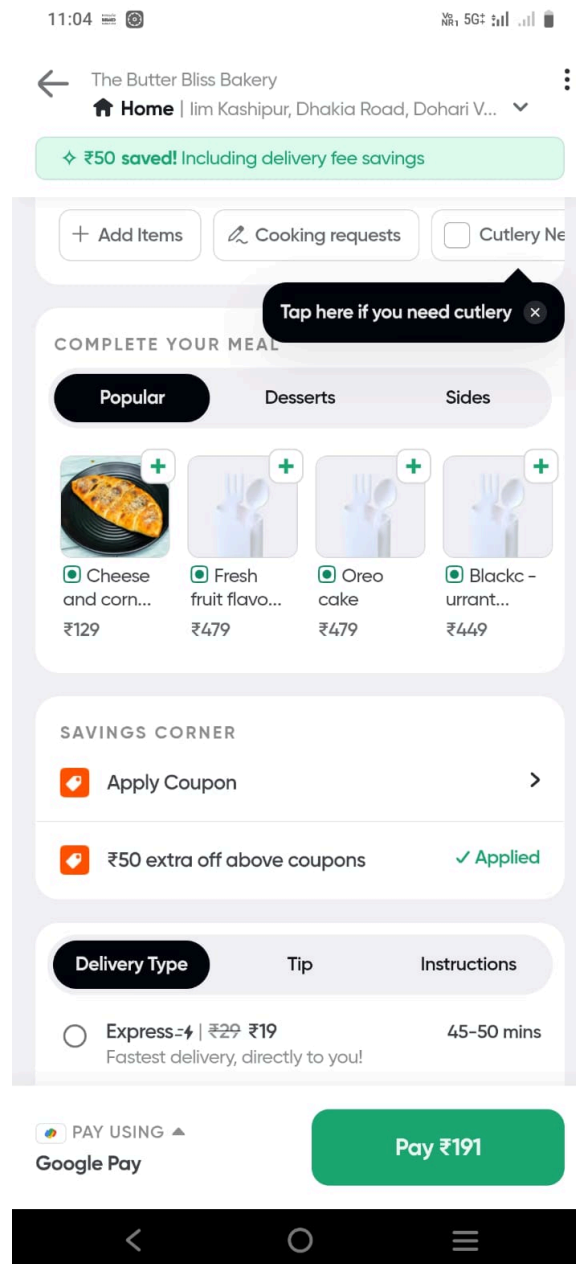 11:04
Vo NR1 5G
The Butter Bliss Bakery
Home | Iim Kashipur, Dhakia Road, Dohari V...
₹50 saved! Including delivery fee savings
+ Add Items
Cooking requests
Cutlery Ne
Tap here if you need cutlery
COMPLETE YOUR MEAL
Popular
Desserts
Sides
Cheese and corn...
₹129
Fresh fruit flavo...
₹479
Oreo cake
₹479
Blackc - urrant...
₹449
SAVINGS CORNER
Apply Coupon
₹50 extra off above coupons
✓ Applied
Delivery Type
Tip
Instructions
Express | ₹29 ₹19
45-50 mins
Fastest delivery, directly to you!
PAY USING
Google Pay
Pay ₹191